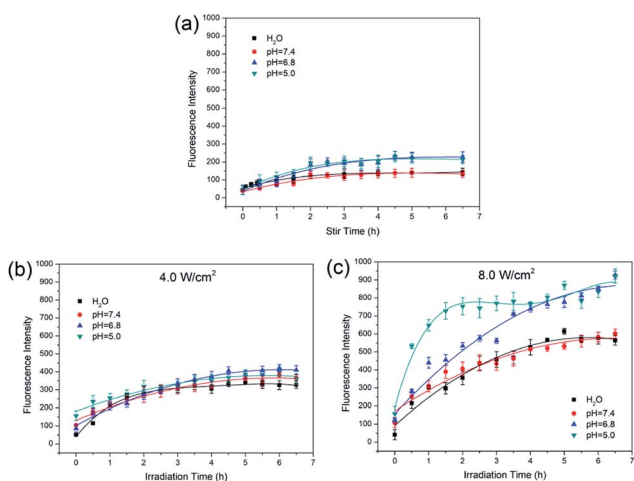 (a)
1000
900
800
700
600
500
400
300
200
100
0
Fluorescence Intensity
H₂O
pH=7.4
pH=6.8
pH=5.0
0 1 2 3 4 5 6 7
Stir Time (h)
(b)
4.0 W/cm²
1000
900
800
700
600
500
400
300
200
100
0
Fluorescence Intensity
H₂O
pH=7.4
pH=6.8
pH=5.0
0 1 2 3 4 5 6 7
Irradiation Time (h)
(c)
8.0 W/cm²
1000
900
800
700
600
500
400
300
200
100
0
Fluorescence Intensity
H₂O
pH=7.4
pH=6.8
pH=5.0
0 1 2 3 4 5 6 7
Irradiation Time (h)